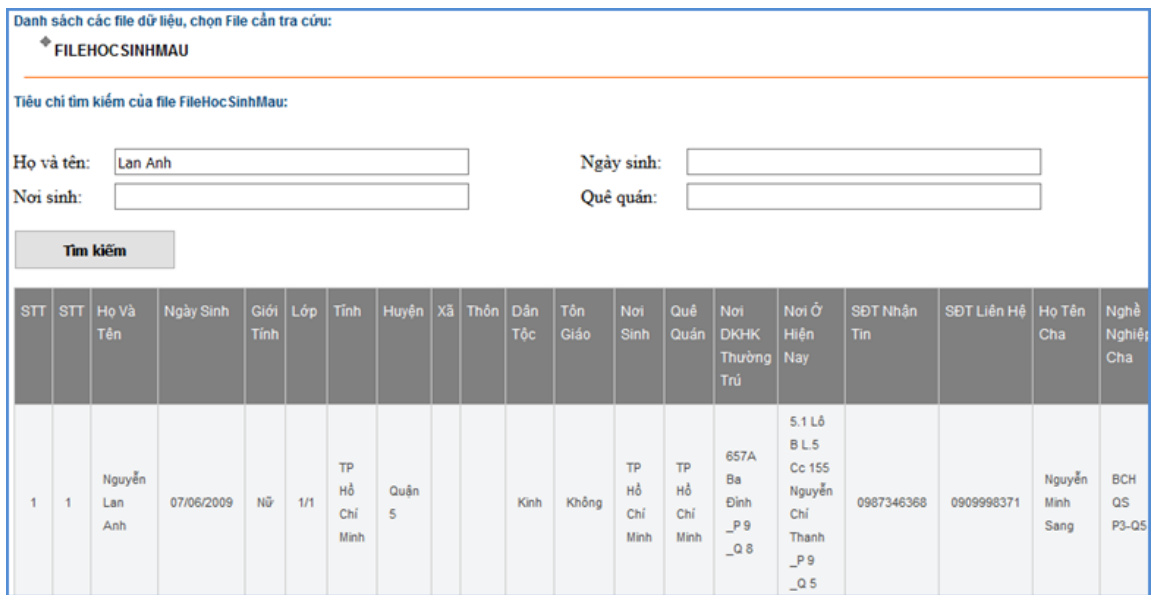 Danh sách các file dữ liệu, chọn File cần tra cứu:
FILEHOCSINHMAU
Tiêu chi tìm kiếm của file FileHocSinhMau:
Họ và tên: Lan Anh Ngày sinh:
Nơi sinh: Quê quán:
Tìm kiếm
STT STT Họ Và Ngày Sinh Giới Lớp Tỉnh Huyện Xã Thôn Dân Tôn Nơi Quê Nơi Nơi Ở SĐT Nhận SĐT Liên Hệ Họ Tên Nghề
Tên Tính Tộc Giáo Sinh Quán DKHK Hiện Tin Cha Nghiệp
Thường Nay Cha
Trú
5.1 Lô
B L.5
657A Cc 155
TP Ba TP TP Nguyễn
Nguyễn Hồ Quận Hồ Hồ Đình Chí Nguyễn BCH
1 1 Lan 07/06/2009 Nữ 1/1 Chí 5 Kinh Không Chí Chí _P 9 Thanh 0987346368 0909998371 Minh QS
Anh Minh Minh Minh _Q 8 _P 9 Sang P3-Q5
_Q 5